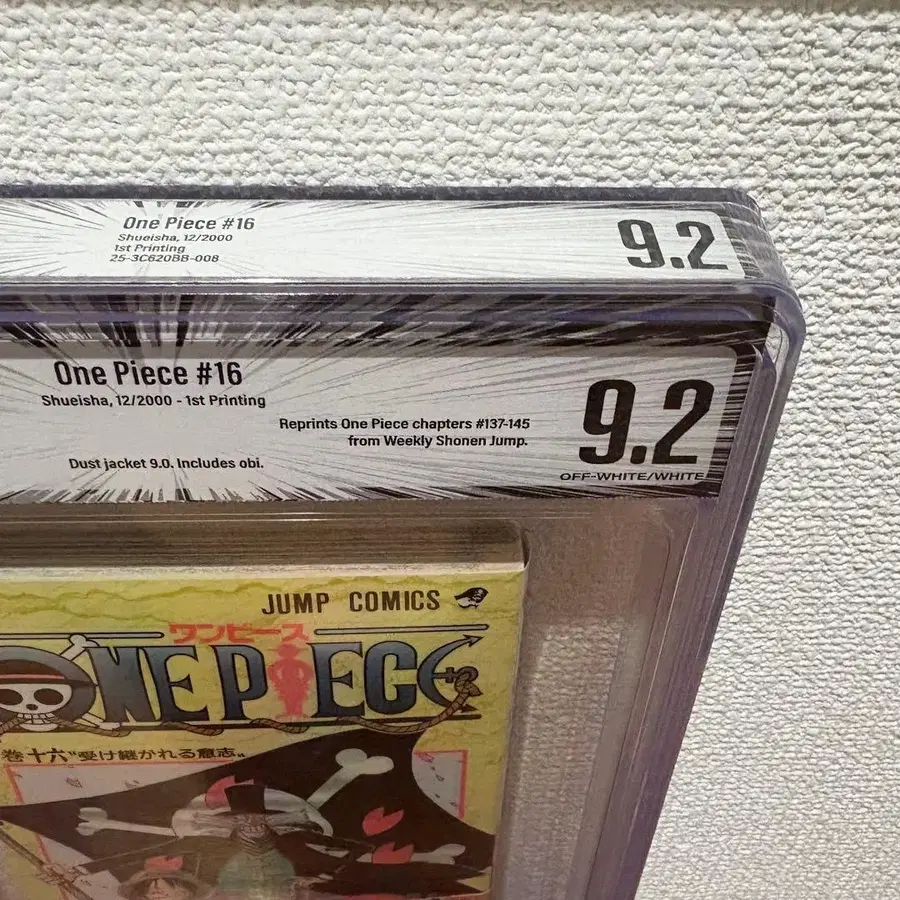 One Piece #16
Shueisha, 12/2000
1st Printing
25-3C620BB-008
9.2
One Piece #16
Shueisha, 12/2000 - 1st Printing
Reprints One Piece chapters #137-145
from Weekly Shonen Jump.
Dust jacket 9.0. Includes obi.
9.2
OFF-WHITE/WHITE
JUMP COMICS
ワンピース
ONE PIECE
巻十六"受け継がれる意志"